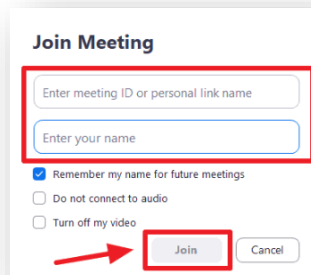 Join Meeting
Enter meeting ID or personal link name
Enter your name
Remember my name for future meetings
Do not connect to audio
Turn off my video
Join Cancel